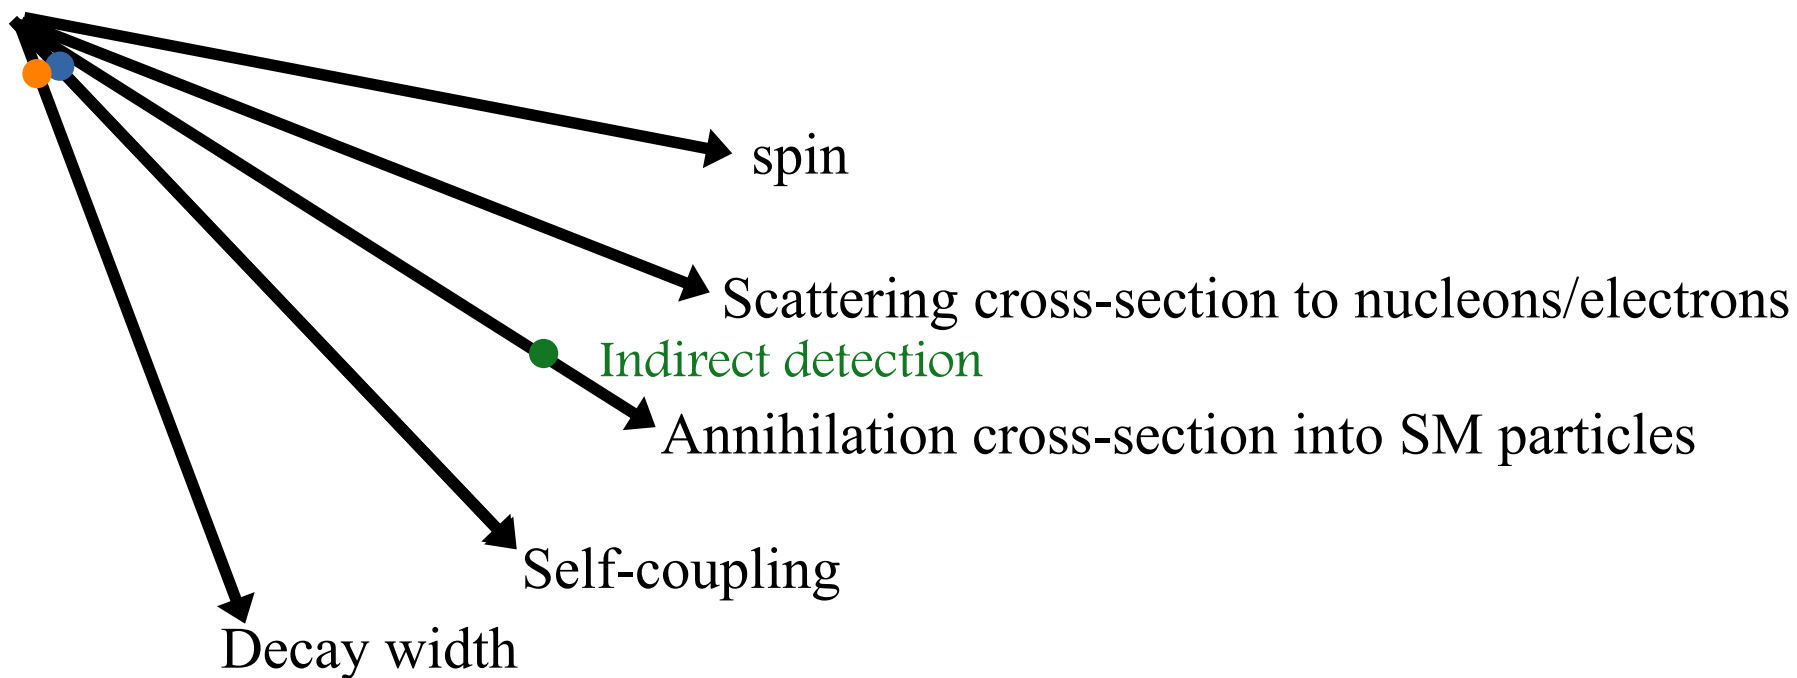 spin
Scattering cross-section to nucleons/electrons
Indirect detection
Annihilation cross-section into SM particles
Self-coupling
Decay width